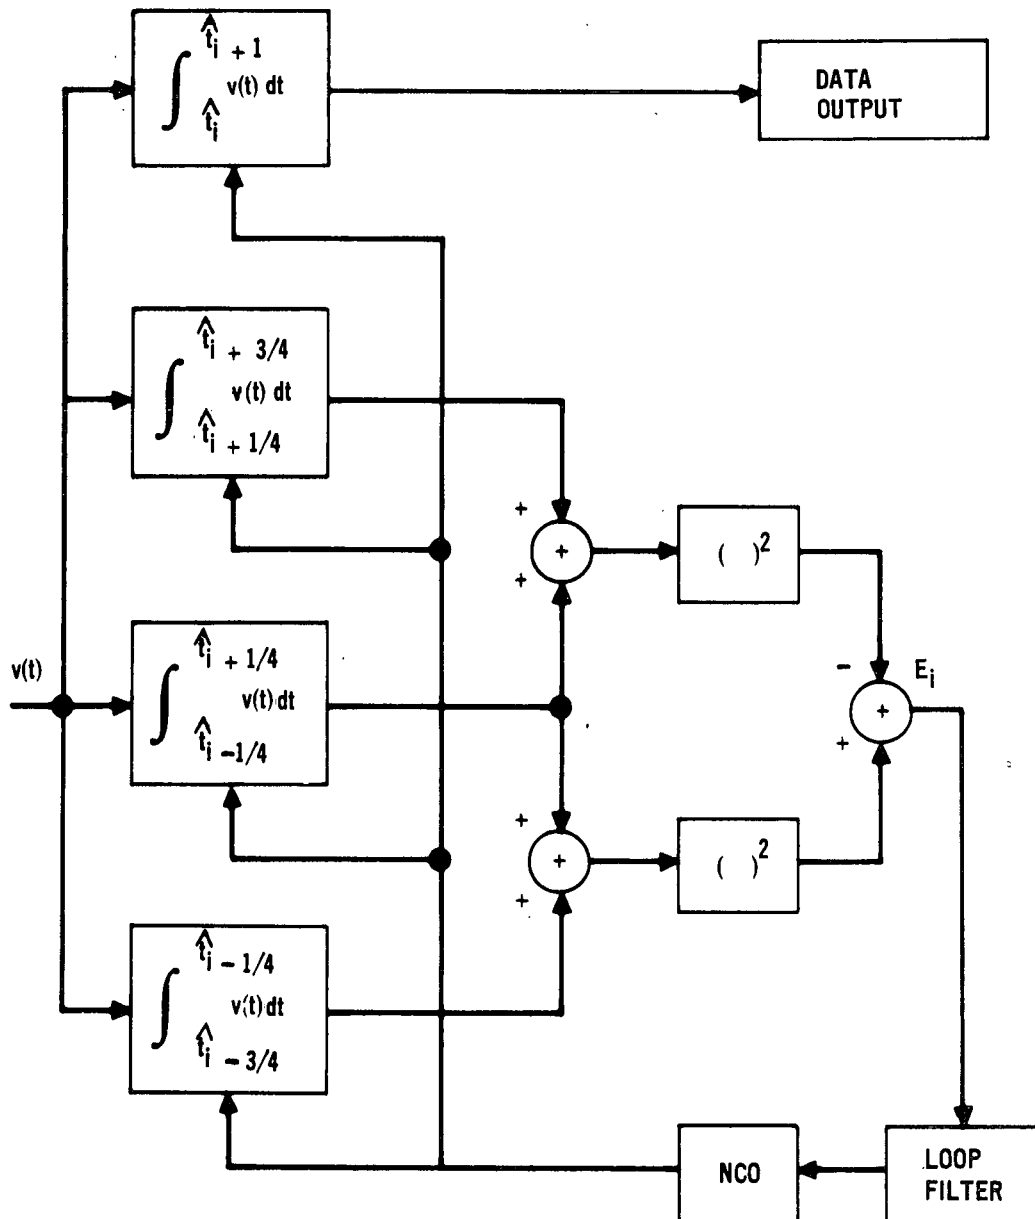 t̂i + 1
∫ v(t) dt
t̂i
DATA
OUTPUT
t̂i + 3/4
∫ v(t) dt
t̂i + 1/4
+
+
+
( )²
v(t)
t̂i + 1/4
∫ v(t) dt
t̂i -1/4
-
Ei
+
+
+
+
+
( )²
t̂i - 1/4
∫ v(t) dt
t̂i - 3/4
NCO
LOOP
FILTER